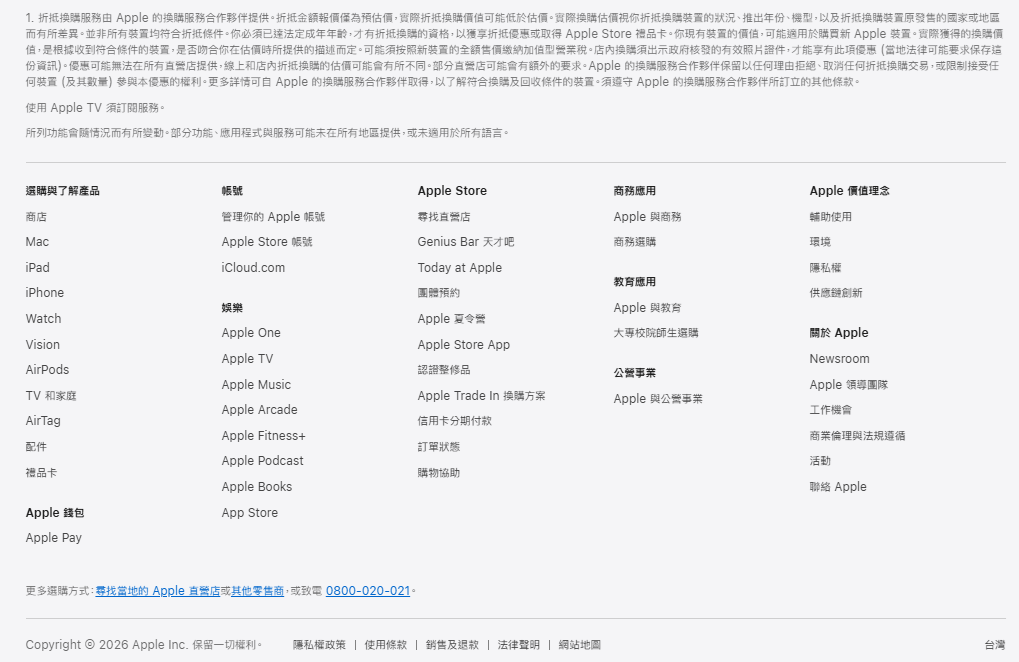 1. 折抵換購服務由 Apple 的換購服務合作夥伴提供。折抵金額報價僅為預估價，實際折抵換購價值可能低於估價。實際換購估價視你折抵換購裝置的狀況、推出年份、機型，以及折抵換購裝置原發售的國家或地區
而有所差異。並非所有裝置均符合折抵條件。你必須已達法定成年年齡，才有折抵換購的資格，以獲享折抵優惠或取得 Apple Store 禮品卡。你現有裝置的價值，可能適用於購買新 Apple 裝置。實際獲得的換購價
值，是根據收到符合條件的裝置，是否吻合你在估價時所提供的描述而定。可能須按照新裝置的全額售價繳納加值型營業稅。店內換購須出示政府核發的有效照片證件，才能享有此項優惠 (當地法律可能要求保存這
份資訊)。優惠可能無法在所有直營店提供，線上和店內折抵換購的估價可能會有所不同。部分直營店可能會有額外的要求。Apple 的換購服務合作夥伴保留以任何理由拒絕、取消任何折抵換購交易，或限制接受任
何裝置 (及其數量) 參與本優惠的權利。更多詳情可自 Apple 的換購服務合作夥伴取得，以了解符合換購及回收條件的裝置。須遵守 Apple 的換購服務合作夥伴所訂立的其他條款。
使用 Apple TV 須訂閱服務。
所列功能會隨情況而有所變動。部分功能、應用程式與服務可能未在所有地區提供，或未適用於所有語言。
選購與了解產品
商店
Mac
iPad
iPhone
Watch
Vision
AirPods
TV 和家庭
AirTag
配件
禮品卡
Apple 錢包
Apple Pay
帳號
管理你的 Apple 帳號
Apple Store 帳號
iCloud.com
娛樂
Apple One
Apple TV
Apple Music
Apple Arcade
Apple Fitness+
Apple Podcast
Apple Books
App Store
Apple Store
尋找直營店
Genius Bar 天才吧
Today at Apple
團體預約
Apple 夏令營
Apple Store App
認證整修品
Apple Trade In 換購方案
信用卡分期付款
訂單狀態
購物協助
商務應用
Apple 與商務
商務選購
教育應用
Apple 與教育
大專校院師生選購
公營事業
Apple 與公營事業
Apple 價值理念
輔助使用
環境
隱私權
供應鏈創新
關於 Apple
Newsroom
Apple 領導團隊
工作機會
商業倫理與法規遵循
活動
聯絡 Apple
更多選購方式：尋找當地的 Apple 直營店或其他零售商，或致電 0800-020-021。
Copyright © 2026 Apple Inc. 保留一切權利。 隱私權政策 | 使用條款 | 銷售及退款 | 法律聲明 | 網站地圖 台灣